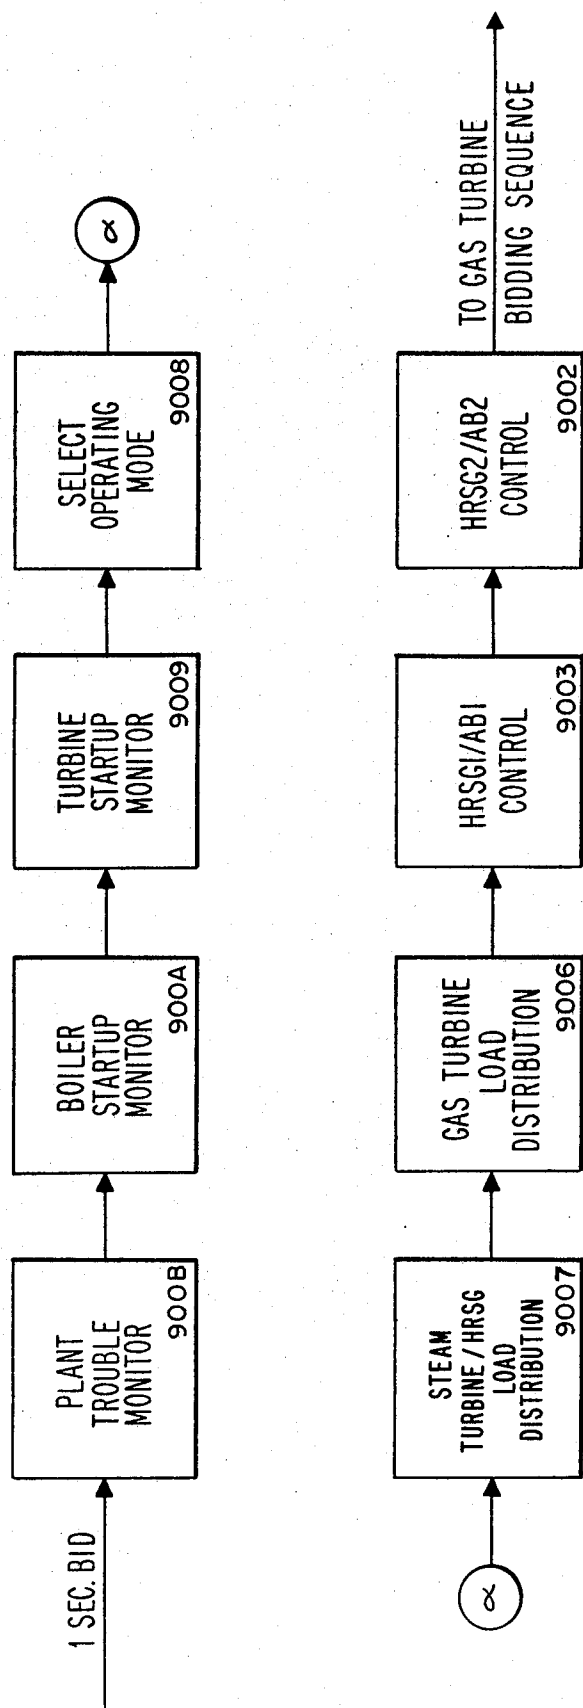 1 SEC. BID
PLANT
TROUBLE
MONITOR
900B
BOILER
STARTUP
MONITOR
900A
TURBINE
STARTUP
MONITOR
9009
SELECT
OPERATING
MODE
9008
α
α
STEAM
TURBINE / HRSG
LOAD
DISTRIBUTION
9007
GAS TURBINE
LOAD
DISTRIBUTION
9006
HRSG1/AB1
CONTROL
9003
HRSG2/AB2
CONTROL
9002
TO GAS TURBINE
BIDDING SEQUENCE